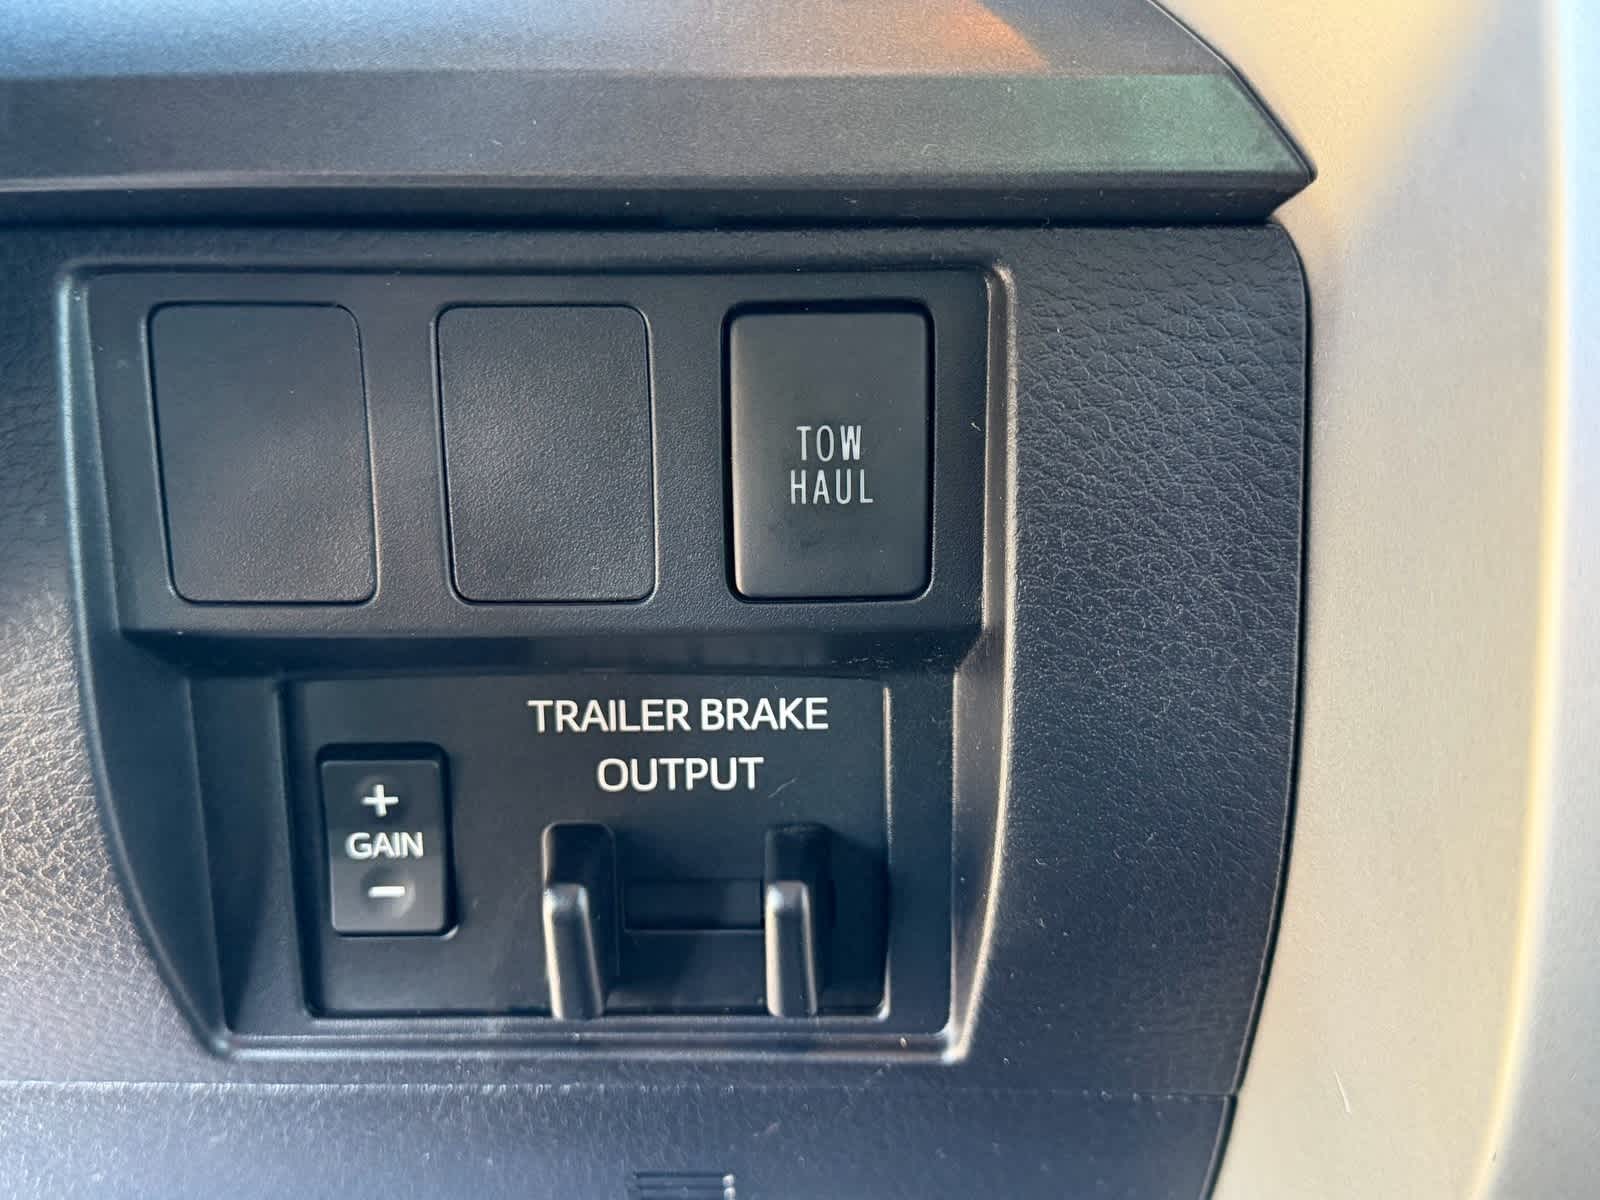 TOW
HAUL
TRAILER BRAKE
OUTPUT
+
GAIN
-